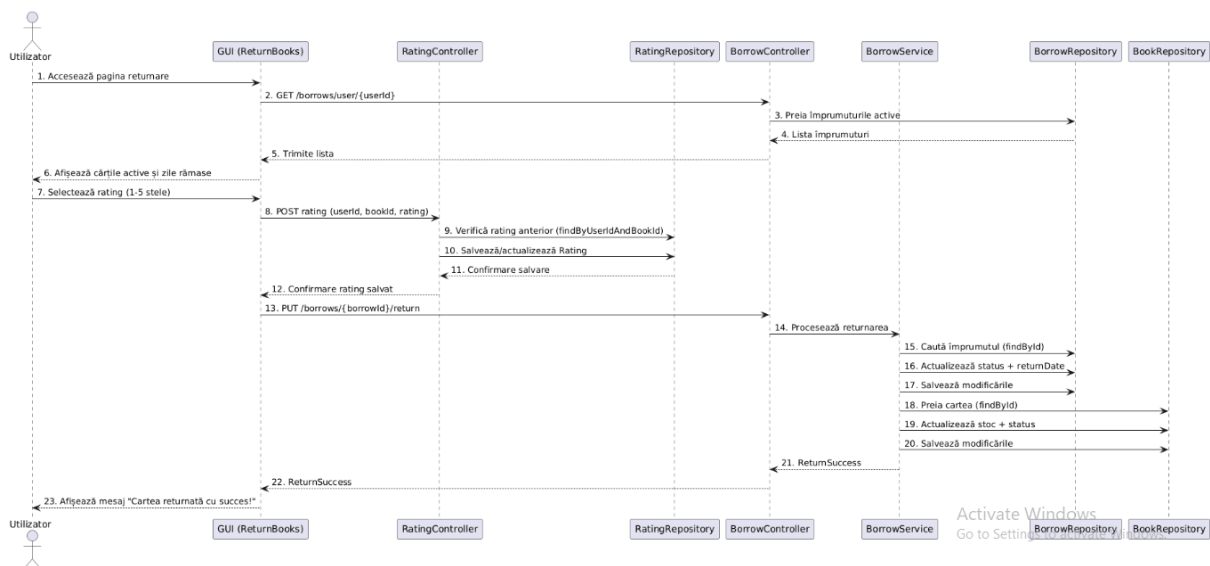 Utilizator
GUI (ReturnBooks)
RatingController
RatingRepository
BorrowController
BorrowService
BorrowRepository
BookRepository
1. Accesează pagina returnare
2. GET /borrows/user/{userId}
3. Preia împrumuturile active
4. Lista împrumuturi
5. Trimite lista
6. Afișează cărțile active și zile rămase
7. Selectează rating (1-5 stele)
8. POST rating (userId, bookId, rating)
9. Verifică rating anterior (findByUserIdAndBookId)
10. Salvează/actualizează Rating
11. Confirmare salvare
12. Confirmare rating salvat
13. PUT /borrows/{borrowId}/return
14. Procesează returnarea
15. Caută împrumutul (findById)
16. Actualizează status + returnDate
17. Salvează modificările
18. Preia cartea (findById)
19. Actualizează stoc + status
20. Salvează modificările
21. ReturnSuccess
22. ReturnSuccess
23. Afișează mesaj "Cartea returnată cu succes!"
Utilizator
GUI (ReturnBooks)
RatingController
RatingRepository
BorrowController
BorrowService
BorrowRepository
BookRepository
Activate Windows
Go to Settings to activate Windows.